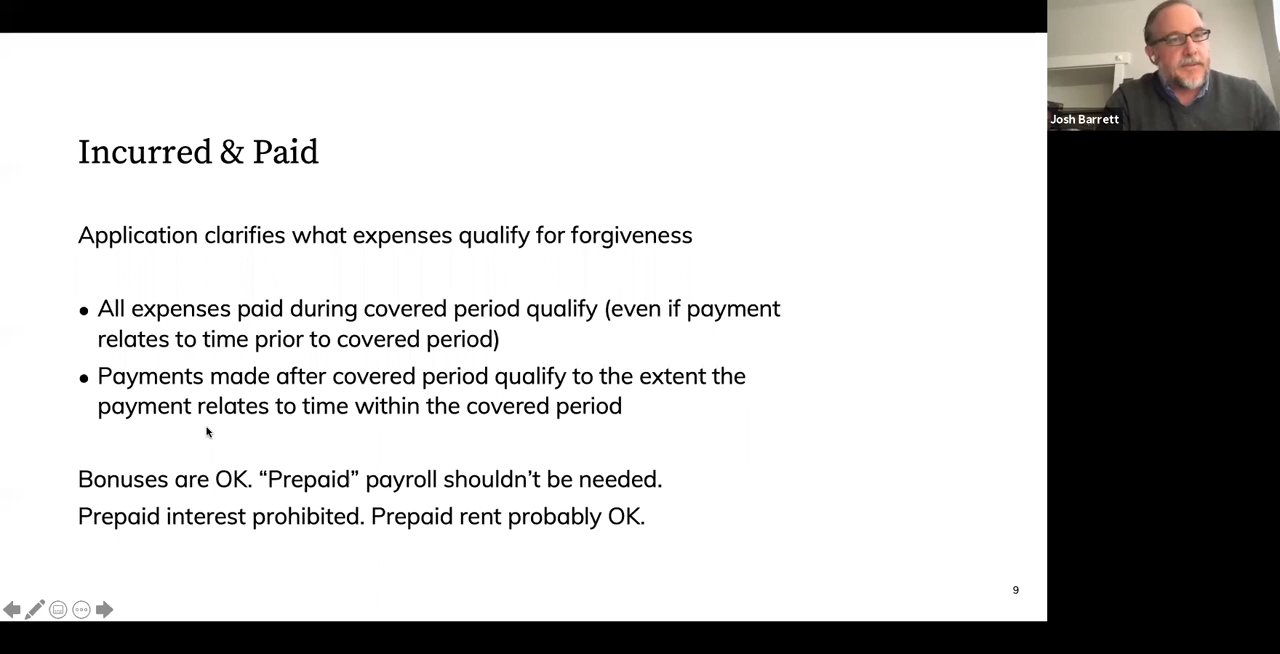 Incurred & Paid
Application clarifies what expenses qualify for forgiveness
• All expenses paid during covered period qualify (even if payment
relates to time prior to covered period)
• Payments made after covered period qualify to the extent the
payment relates to time within the covered period
Bonuses are OK. “Prepaid” payroll shouldn’t be needed.
Prepaid interest prohibited. Prepaid rent probably OK.
9
Josh Barrett